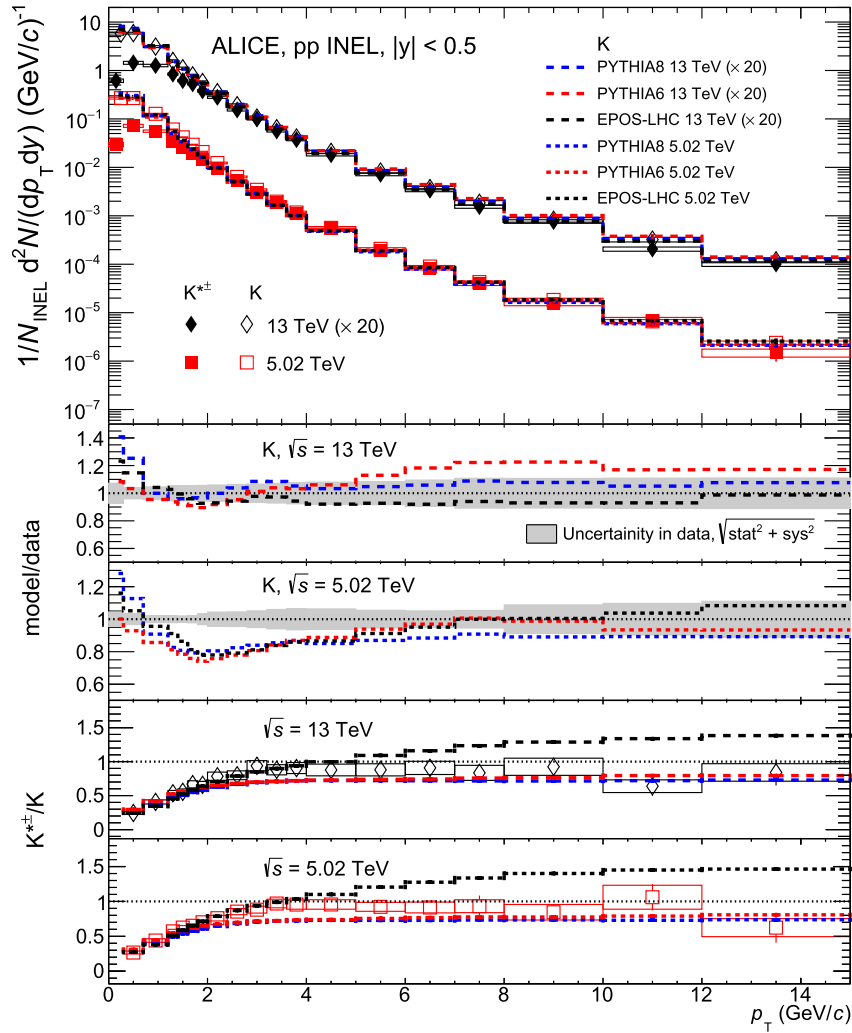 ALICE, pp INEL, |y| < 0.5
K
PYTHIA8 13 TeV (× 20)
PYTHIA6 13 TeV (× 20)
EPOS-LHC 13 TeV (× 20)
PYTHIA8 5.02 TeV
PYTHIA6 5.02 TeV
EPOS-LHC 5.02 TeV
1/N_INEL d²N/(dp_T dy) (GeV/c)⁻¹
10
1
10⁻¹
10⁻²
10⁻³
10⁻⁴
10⁻⁵
10⁻⁶
10⁻⁷
K*± K
13 TeV (× 20)
5.02 TeV
model/data
K, √s = 13 TeV
1.4
1.2
1
0.8
0.6
Uncertainity in data, √stat² + sys²
K, √s = 5.02 TeV
1.2
1
0.8
0.6
K*±/K
√s = 13 TeV
1.5
1
0.5
0
√s = 5.02 TeV
1.5
1
0.5
0
0 2 4 6 8 10 12 14
p_T (GeV/c)